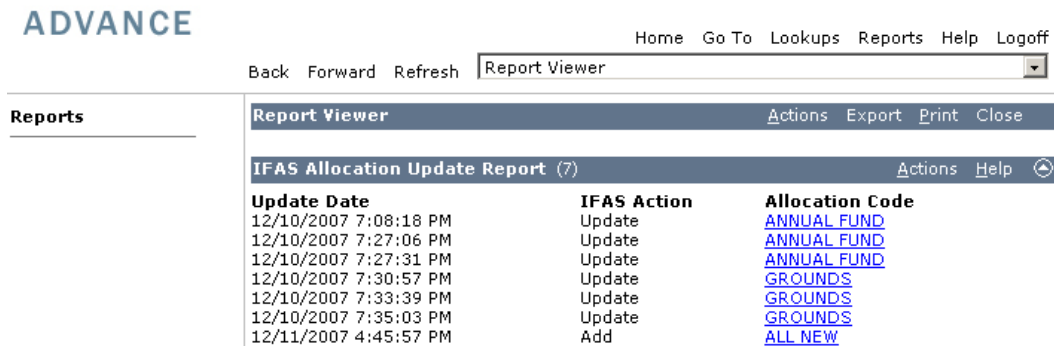 ADVANCE
Home Go To Lookups Reports Help Logoff
Back Forward Refresh Report Viewer
Reports
Report Viewer Actions Export Print Close
IFAS Allocation Update Report (7) Actions Help
Update Date IFAS Action Allocation Code
12/10/2007 7:08:18 PM Update ANNUAL FUND
12/10/2007 7:27:06 PM Update ANNUAL FUND
12/10/2007 7:27:31 PM Update ANNUAL FUND
12/10/2007 7:30:57 PM Update GROUNDS
12/10/2007 7:33:39 PM Update GROUNDS
12/10/2007 7:35:03 PM Update GROUNDS
12/11/2007 4:45:57 PM Add ALL NEW